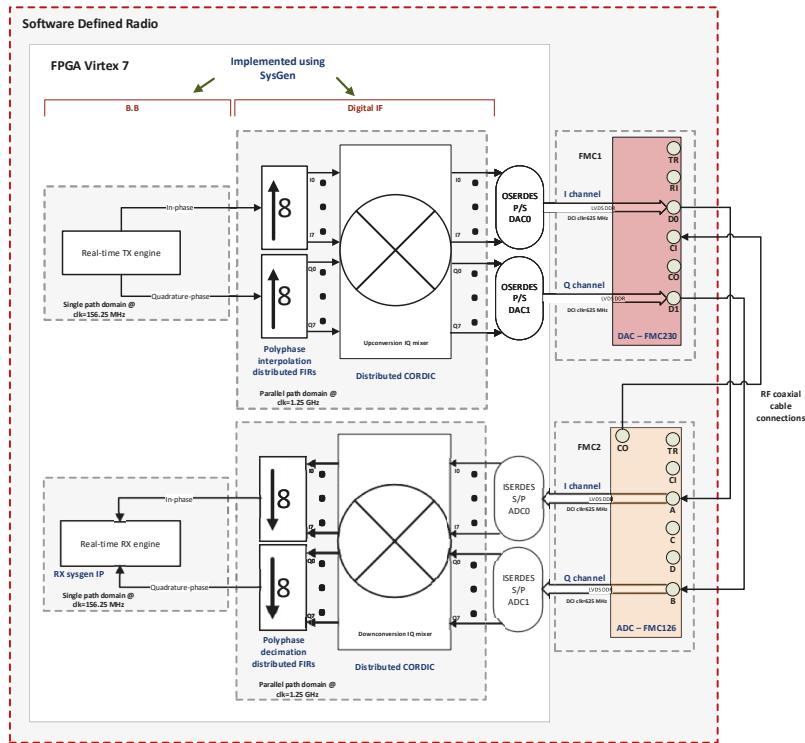 Software Defined Radio
FPGA Virtex 7
Implemented using
SysGen
B.B
Digital IF
In-phase
Real-time TX engine
Quadrature-phase
Single path domain @
clk=156.25 MHz
8
8
I0
I7
Q0
Q7
I0
I7
Q0
Q7
Upconversion IQ mixer
Polyphase
interpolation
distributed FIRs
Distributed CORDIC
Parallel path domain @
clk=1.25 GHz
OSERDES
P/S
DAC0
OSERDES
P/S
DAC1
I channel
LVDS DDR
DCI clk=625 MHz
Q channel
LVDS DDR
DCI clk=625 MHz
FMC1
TR
RI
D0
CI
CO
D1
DAC – FMC230
RF coaxial
cable
connections
In-phase
Real-time RX engine
RX sysgen IP
Quadrature-phase
Single path domain @
clk=156.25 MHz
8
8
I0
I7
Q0
Q7
I0
I7
Q0
Q7
Downconversion IQ mixer
Polyphase
decimation
distributed FIRs
Distributed CORDIC
Parallel path domain @
clk=1.25 GHz
ISERDES
S/P
ADC0
ISERDES
S/P
ADC1
I channel
LVDS DDR
DCI clk=625 MHz
Q channel
LVDS DDR
DCI clk=625 MHz
FMC2
CO
TR
CI
A
C
D
B
ADC – FMC126